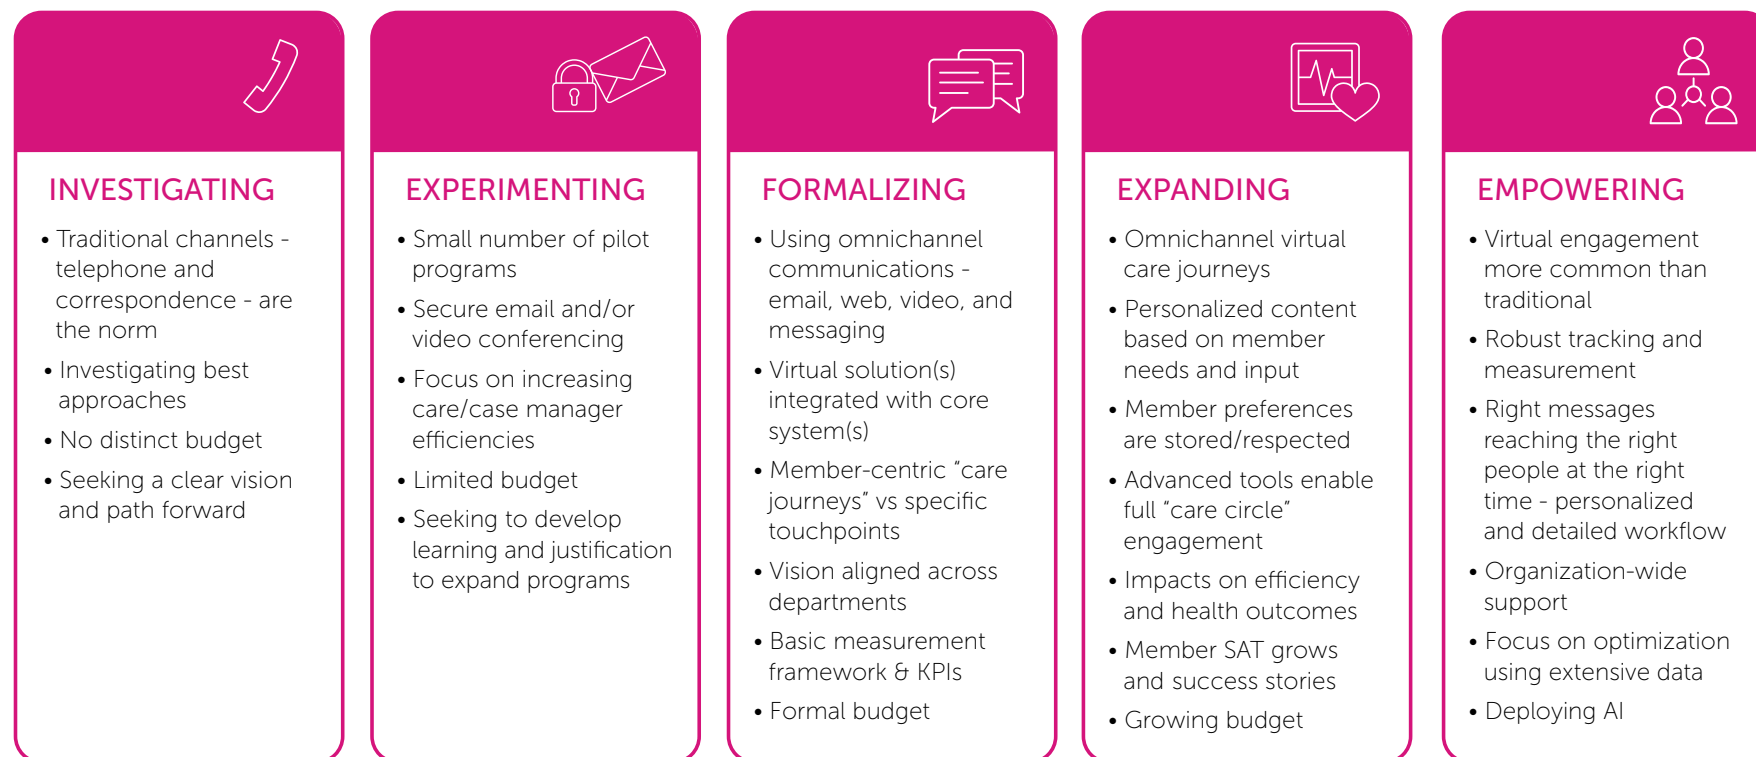 INVESTIGATING
• Traditional channels -
telephone and
correspondence - are
the norm
• Investigating best
approaches
• No distinct budget
• Seeking a clear vision
and path forward
EXPERIMENTING
• Small number of pilot
programs
• Secure email and/or
video conferencing
• Focus on increasing
care/case manager
efficiencies
• Limited budget
• Seeking to develop
learning and justification
to expand programs
FORMALIZING
• Using omnichannel
communications -
email, web, video, and
messaging
• Virtual solution(s)
integrated with core
system(s)
• Member-centric “care
journeys” vs specific
touchpoints
• Vision aligned across
departments
• Basic measurement
framework & KPIs
• Formal budget
EXPANDING
• Omnichannel virtual
care journeys
• Personalized content
based on member
needs and input
• Member preferences
are stored/respected
• Advanced tools enable
full “care circle”
engagement
• Impacts on efficiency
and health outcomes
• Member SAT grows
and success stories
• Growing budget
EMPOWERING
• Virtual engagement
more common than
traditional
• Robust tracking and
measurement
• Right messages
reaching the right
people at the right
time - personalized
and detailed workflow
• Organization-wide
support
• Focus on optimization
using extensive data
• Deploying AI